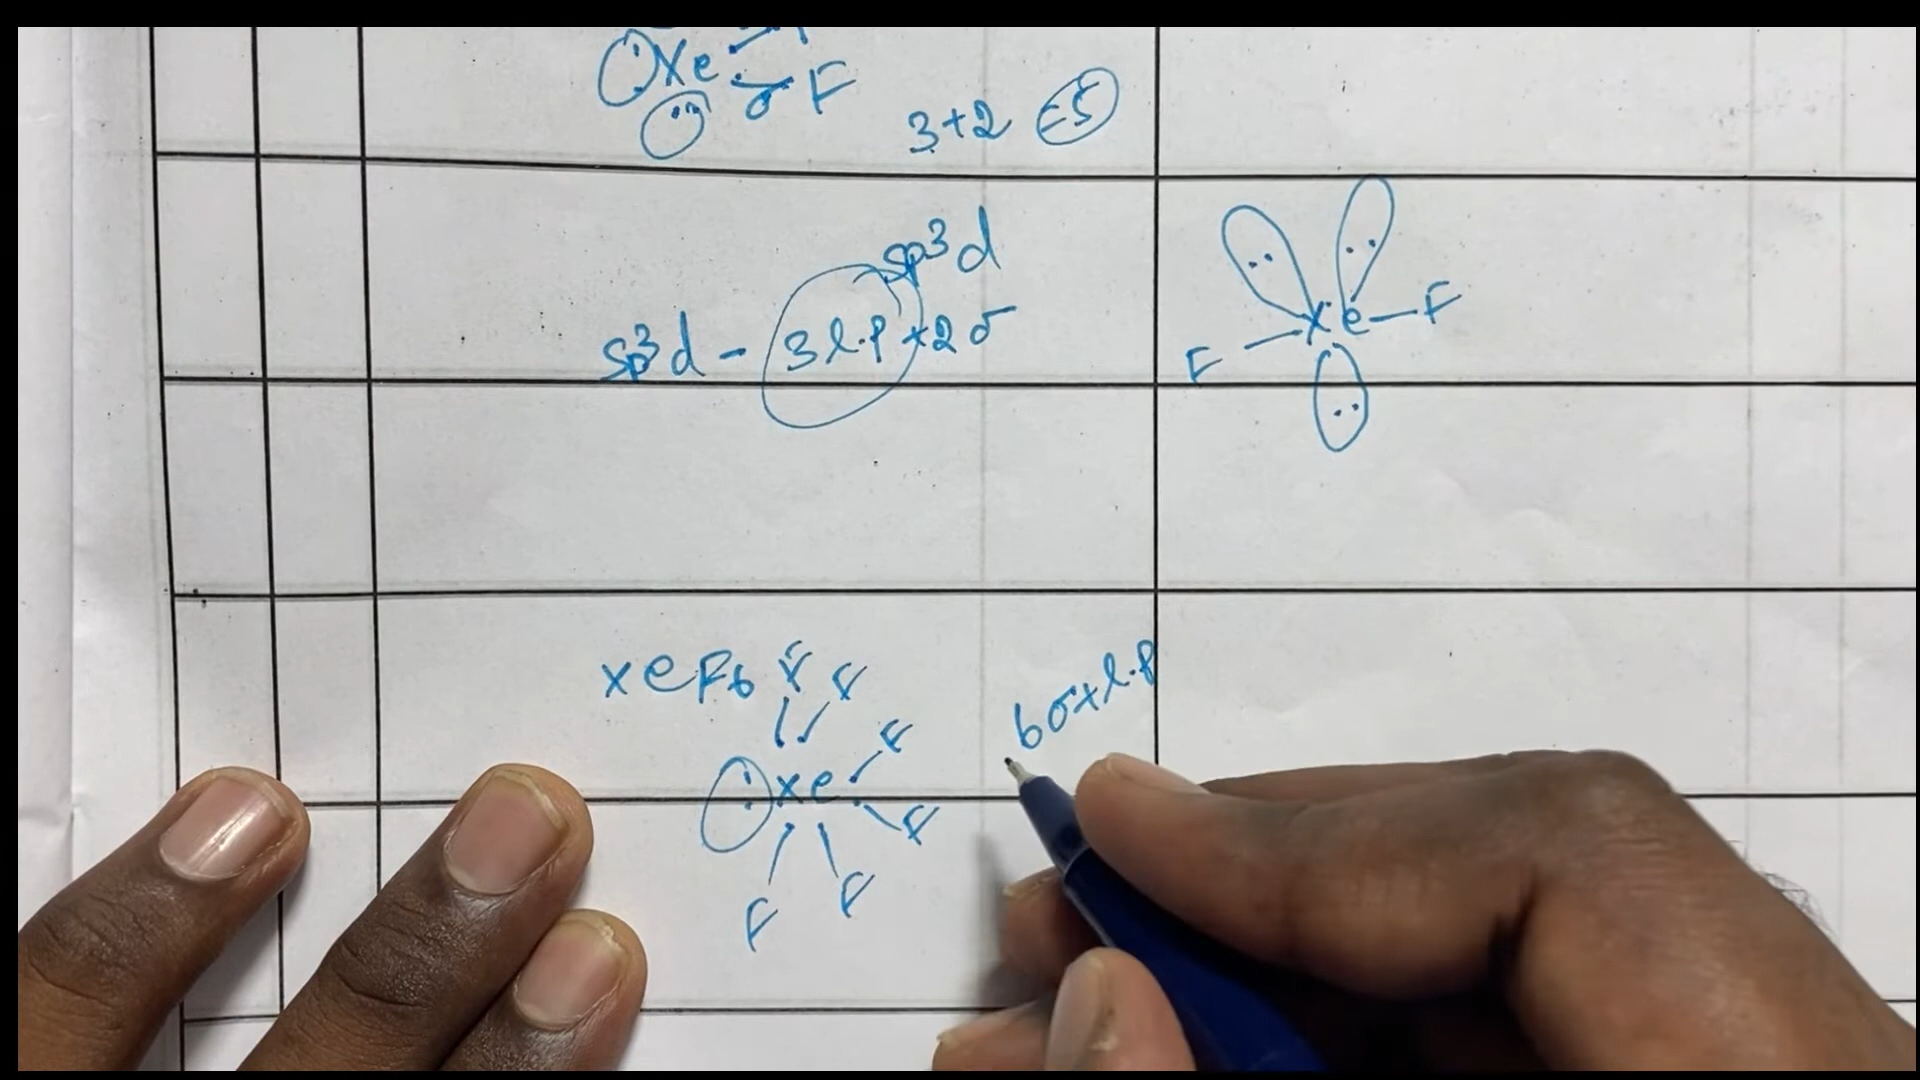 Xe
σ F
3+2 =5
sp³d
sp³d - 3l.p+2σ
F Xe F
XeF6 F F
6σ+l.p
F
Xe
F
F F